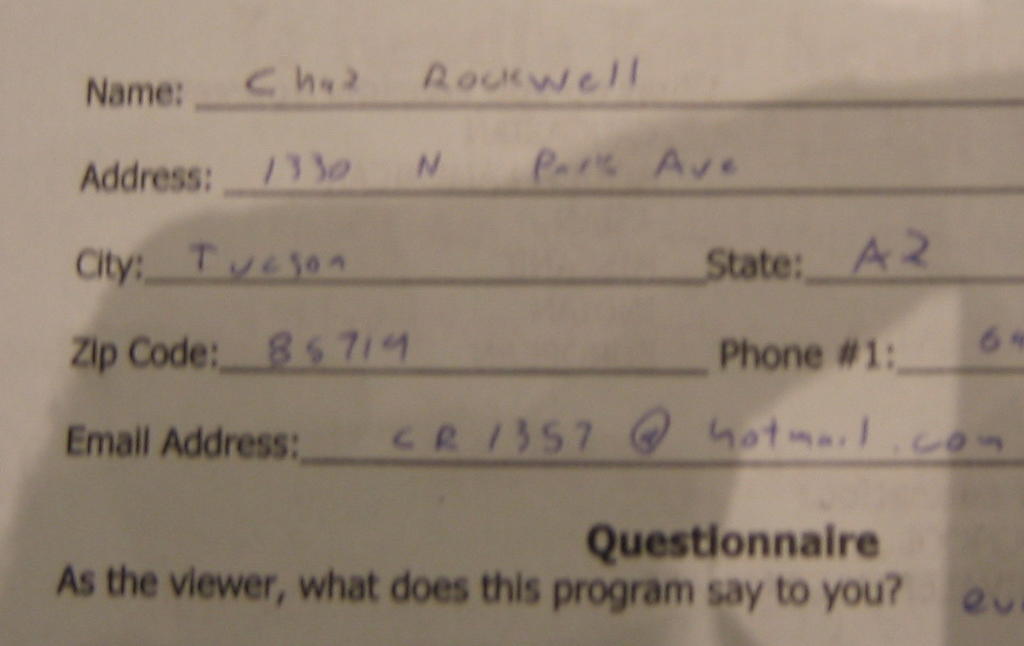 Name: Chaz Rockwell
Address: 1330 N Park Ave
City: Tucson State: AZ
Zip Code: 85719 Phone #1:
Email Address: CR1357@hotmail.com
Questionnaire
As the viewer, what does this program say to you?